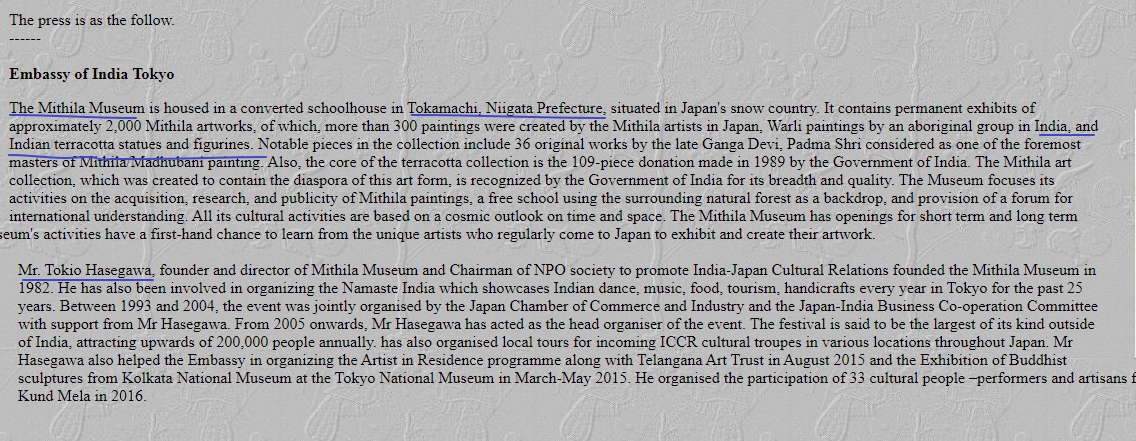 The press is as the follow.
------
Embassy of India Tokyo
The Mithila Museum is housed in a converted schoolhouse in Tokamachi, Niigata Prefecture, situated in Japan's snow country. It contains permanent exhibits of
approximately 2,000 Mithila artworks, of which, more than 300 paintings were created by the Mithila artists in Japan, Warli paintings by an aboriginal group in India, and
Indian terracotta statues and figurines. Notable pieces in the collection include 36 original works by the late Ganga Devi, Padma Shri considered as one of the foremost
masters of Mithila Madhubani painting. Also, the core of the terracotta collection is the 109-piece donation made in 1989 by the Government of India. The Mithila art
collection, which was created to contain the diaspora of this art form, is recognized by the Government of India for its breadth and quality. The Museum focuses its
activities on the acquisition, research, and publicity of Mithila paintings, a free school using the surrounding natural forest as a backdrop, and provision of a forum for
international understanding. All its cultural activities are based on a cosmic outlook on time and space. The Mithila Museum has openings for short term and long term
seum's activities have a first-hand chance to learn from the unique artists who regularly come to Japan to exhibit and create their artwork.
Mr. Tokio Hasegawa, founder and director of Mithila Museum and Chairman of NPO society to promote India-Japan Cultural Relations founded the Mithila Museum in
1982. He has also been involved in organizing the Namaste India which showcases Indian dance, music, food, tourism, handicrafts every year in Tokyo for the past 25
years. Between 1993 and 2004, the event was jointly organised by the Japan Chamber of Commerce and Industry and the Japan-India Business Co-operation Committee
with support from Mr Hasegawa. From 2005 onwards, Mr Hasegawa has acted as the head organiser of the event. The festival is said to be the largest of its kind outside
of India, attracting upwards of 200,000 people annually. has also organised local tours for incoming ICCR cultural troupes in various locations throughout Japan. Mr
Hasegawa also helped the Embassy in organizing the Artist in Residence programme along with Telangana Art Trust in August 2015 and the Exhibition of Buddhist
sculptures from Kolkata National Museum at the Tokyo National Museum in March-May 2015. He organised the participation of 33 cultural people –performers and artisans f
Kund Mela in 2016.